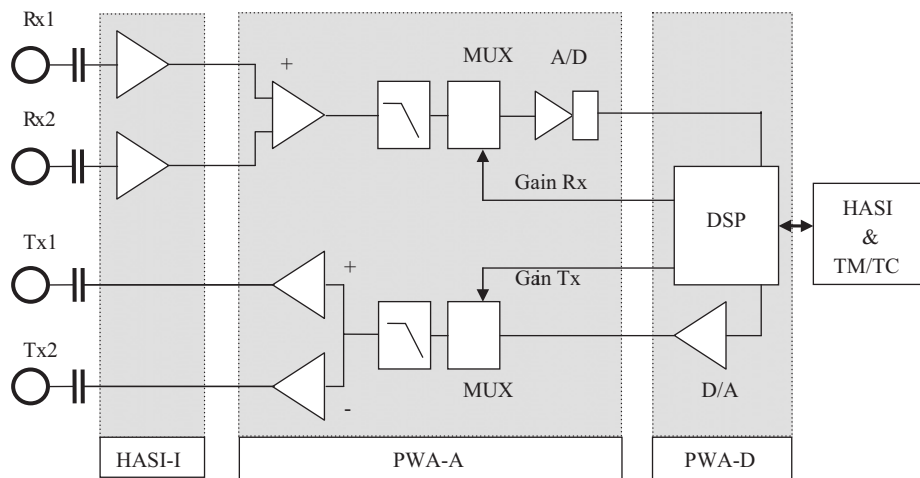 Rx1
+
MUX
A/D
Rx2
Gain Rx
DSP
HASI
&
TM/TC
Tx1
+
Gain Tx
Tx2
-
MUX
D/A
HASI-I
PWA-A
PWA-D